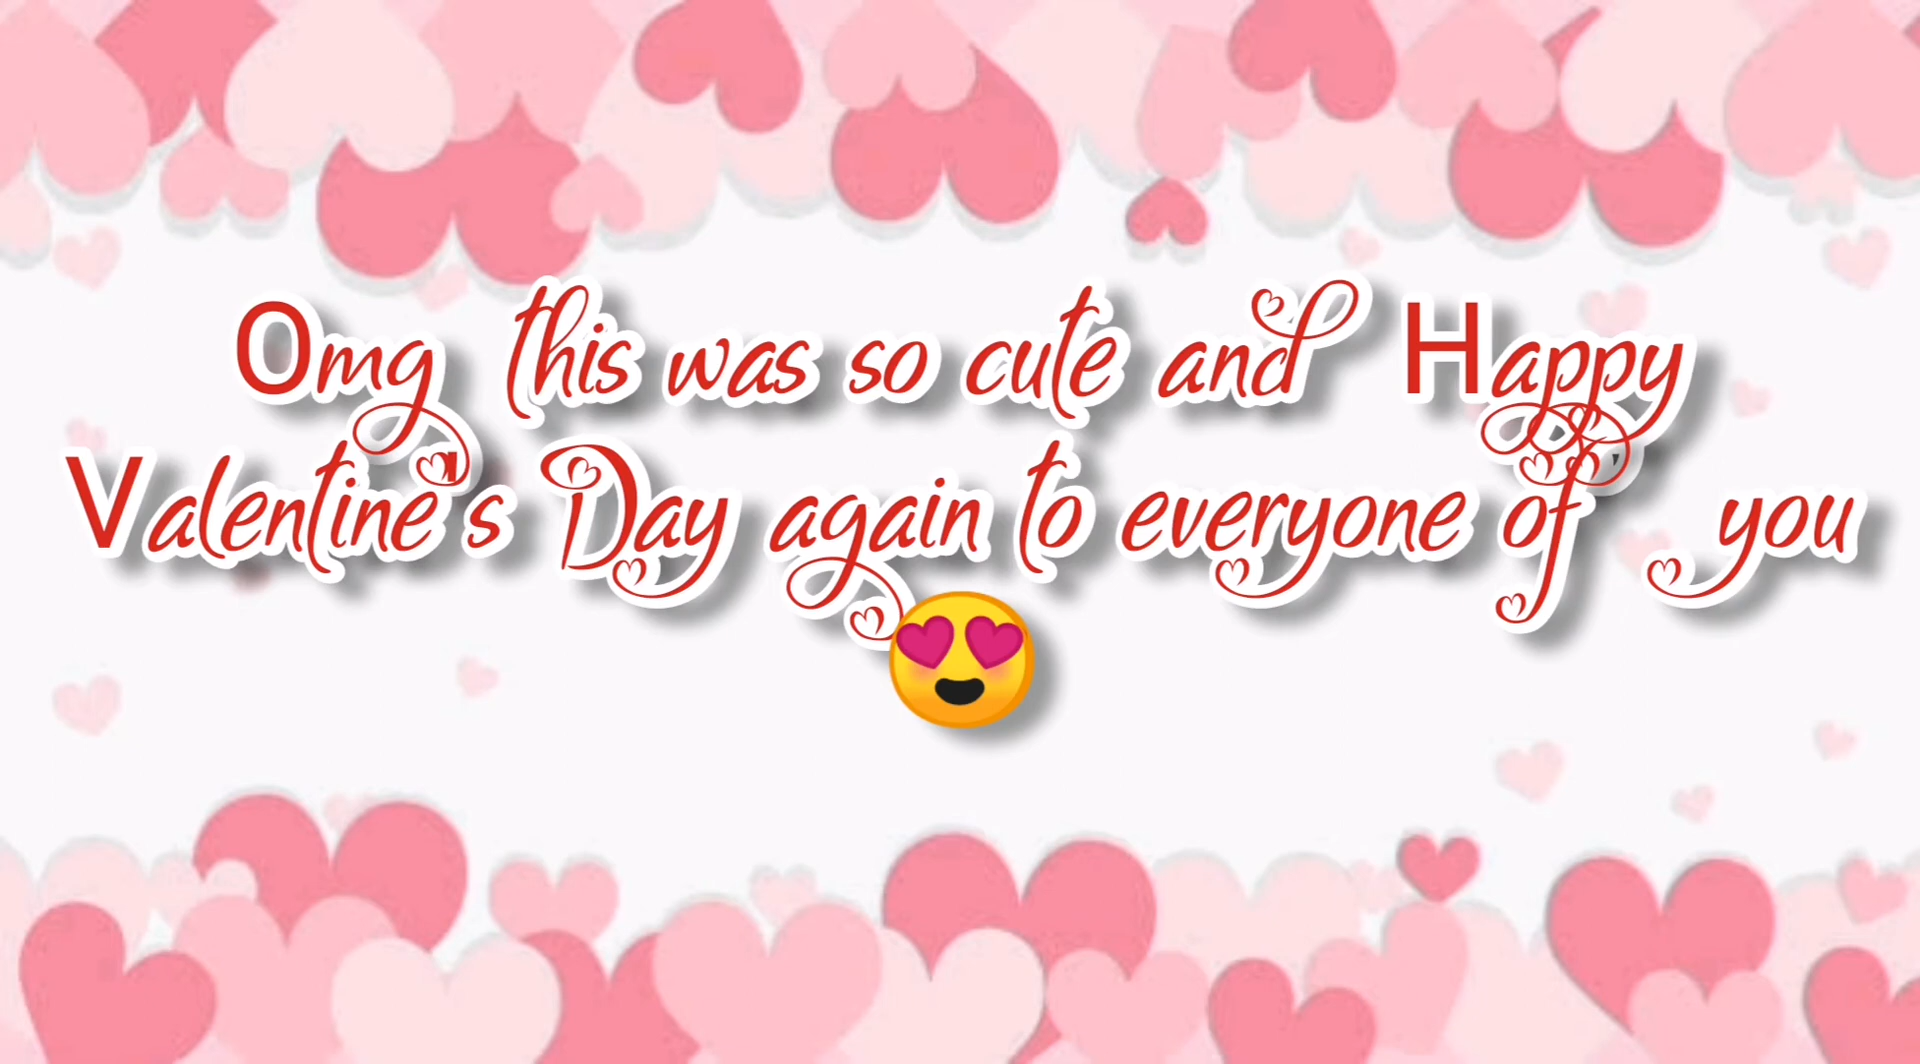 Omg this was so cute and Happy
Valentine's Day again to everyone of you
😍